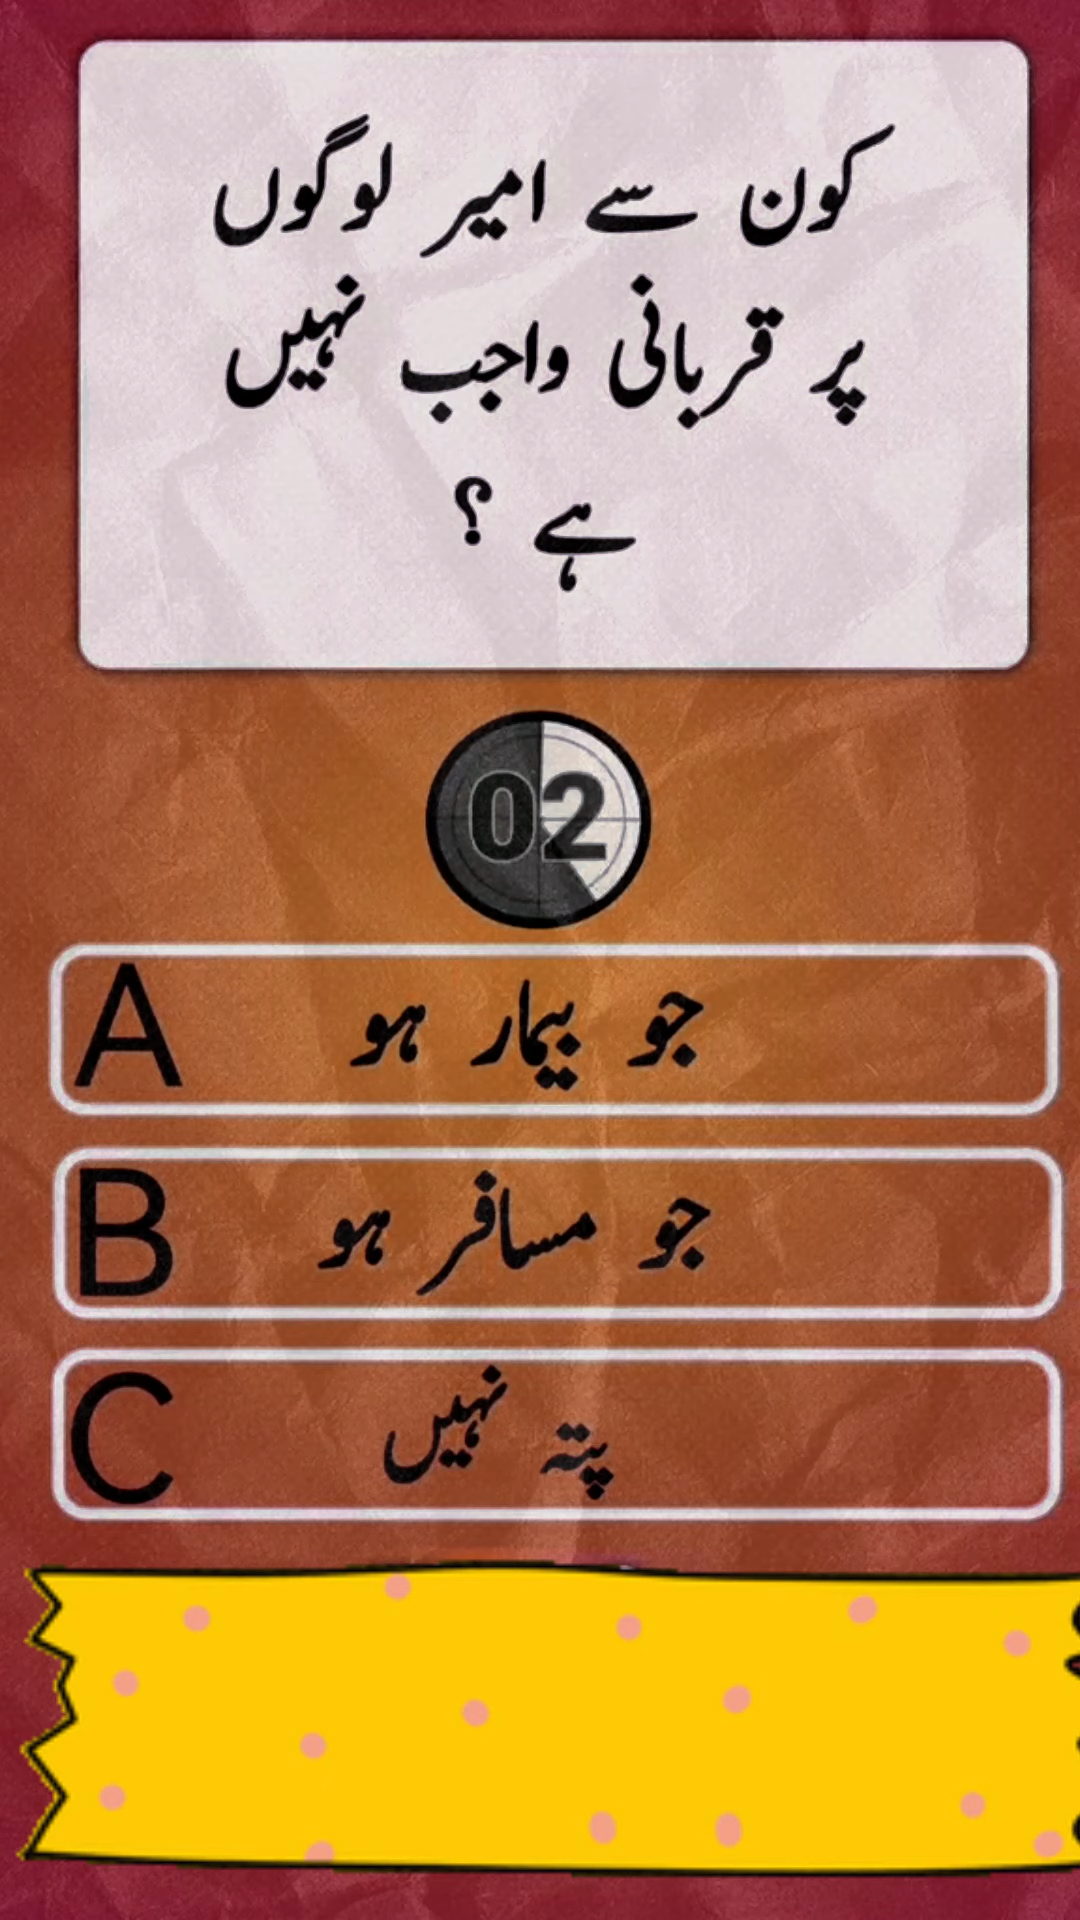 کون سے امیر لوگوں
پر قربانی واجب نہیں
ہے ؟
02
A جو بیمار ہو
B جو مسافر ہو
C پتہ نہیں